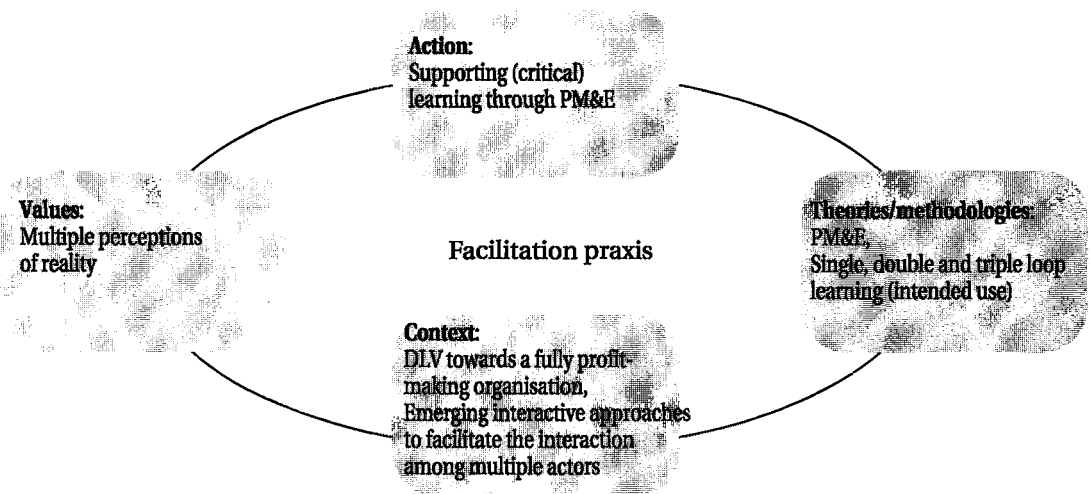 Action:
Supporting (critical)
learning through PM&E
Values:
Multiple perceptions
of reality
Facilitation praxis
Theories/methodologies:
PM&E,
Single, double and triple loop
learning (intended use)
Context:
DLV towards a fully profit-
making organisation,
Emerging interactive approaches
to facilitate the interaction
among multiple actors